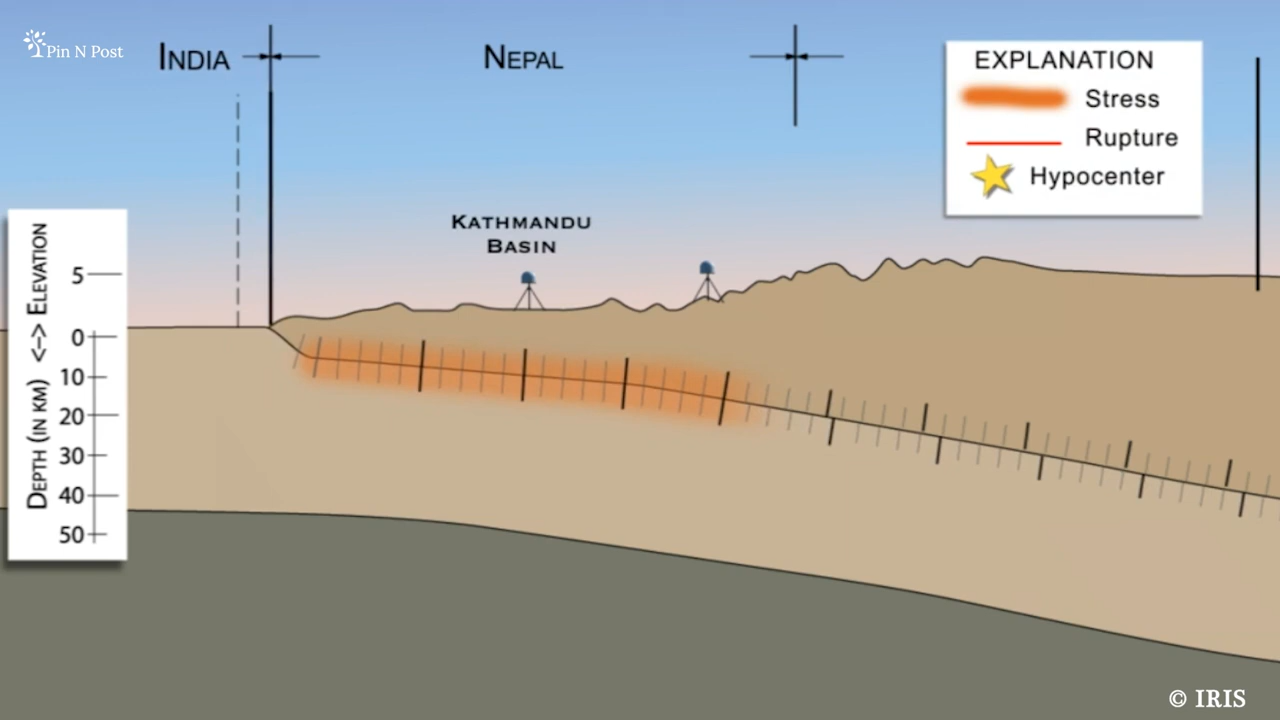 Pin N Post
INDIA
NEPAL
EXPLANATION
Stress
Rupture
Hypocenter
KATHMANDU
BASIN
DEPTH (IN KM) <-> ELEVATION
5
0
10
20
30
40
50
© IRIS